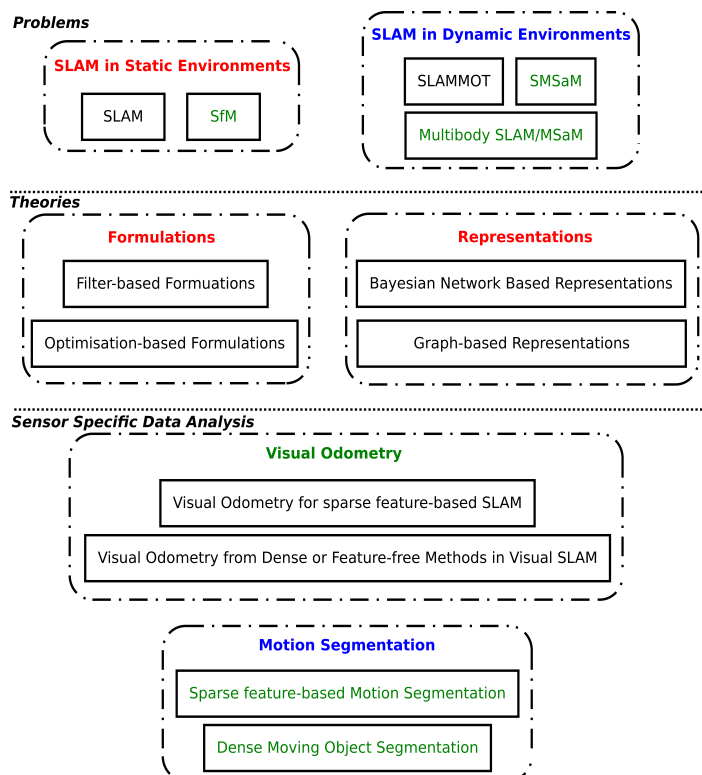 Problems
SLAM in Static Environments
SLAM
SfM
SLAM in Dynamic Environments
SLAMMOT
SMSaM
Multibody SLAM/MSaM
Theories
Formulations
Filter-based Formuations
Optimisation-based Formulations
Representations
Bayesian Network Based Representations
Graph-based Representations
Sensor Specific Data Analysis
Visual Odometry
Visual Odometry for sparse feature-based SLAM
Visual Odometry from Dense or Feature-free Methods in Visual SLAM
Motion Segmentation
Sparse feature-based Motion Segmentation
Dense Moving Object Segmentation